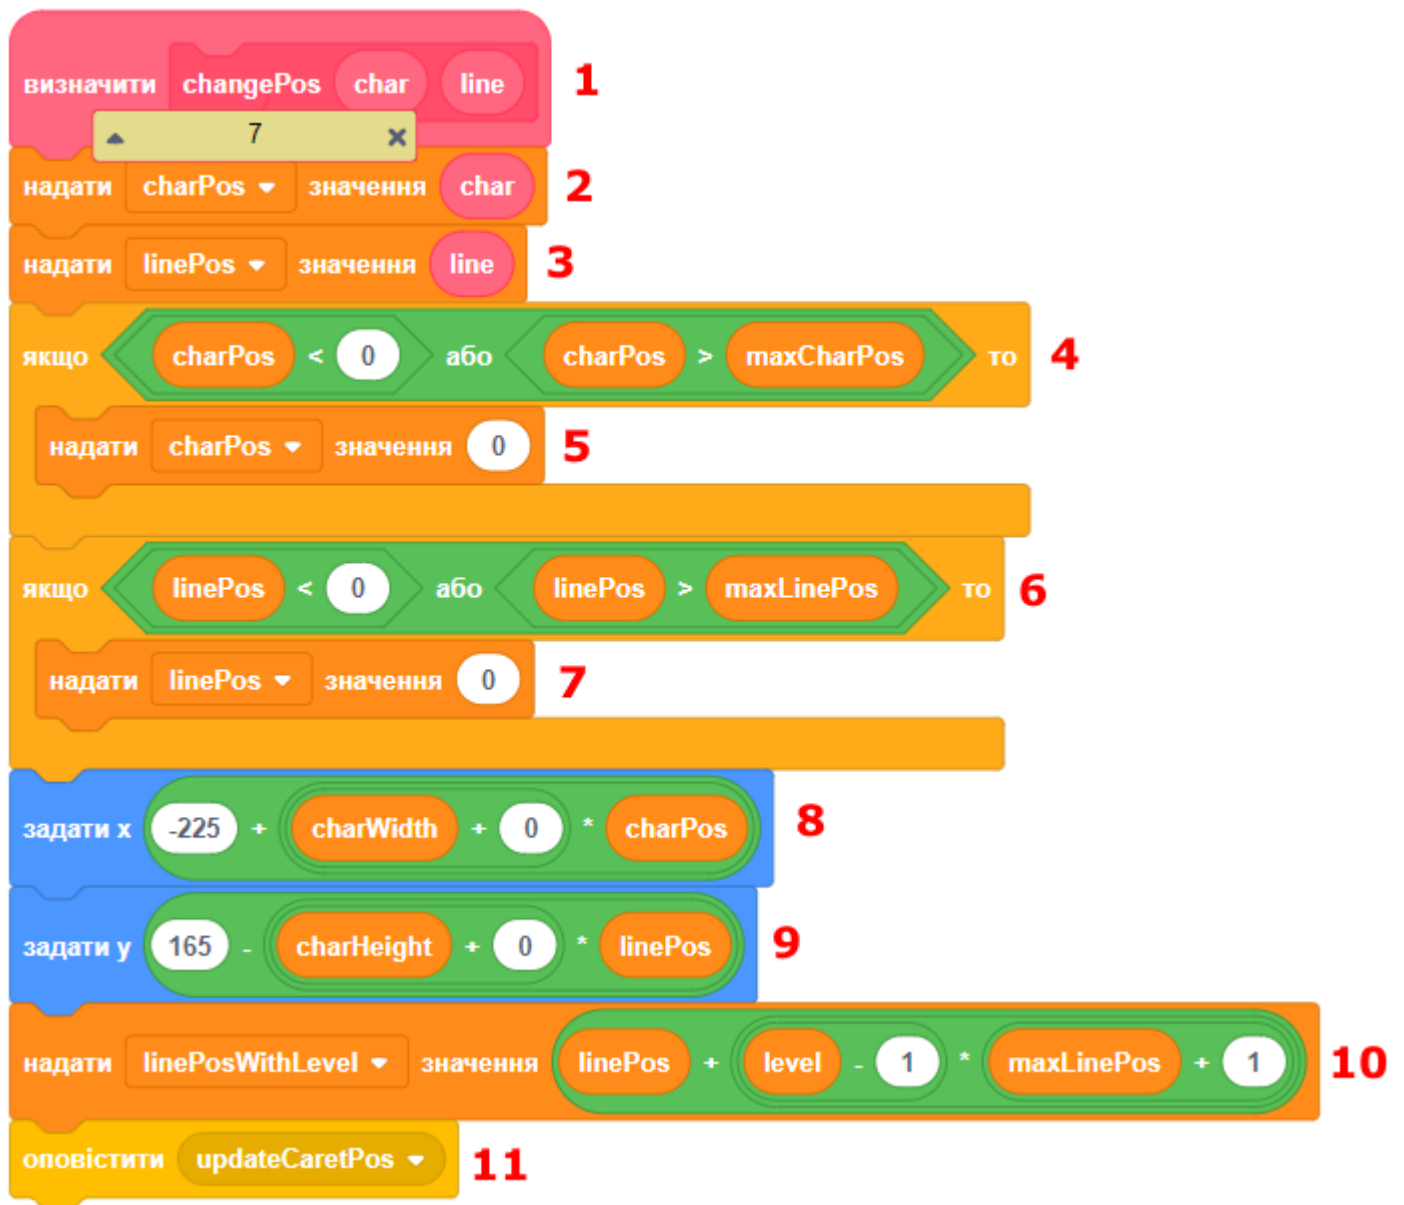 визначити changePos char line 1
7
надати charPos значення char 2
надати linePos значення line 3
якщо charPos < 0 або charPos > maxCharPos то 4
надати charPos значення 0 5
якщо linePos < 0 або linePos > maxLinePos то 6
надати linePos значення 0 7
задати x -225 + charWidth + 0 * charPos 8
задати y 165 - charHeight + 0 * linePos 9
надати linePosWithLevel значення linePos + level - 1 * maxLinePos + 1 10
оповістити updateCaretPos 11